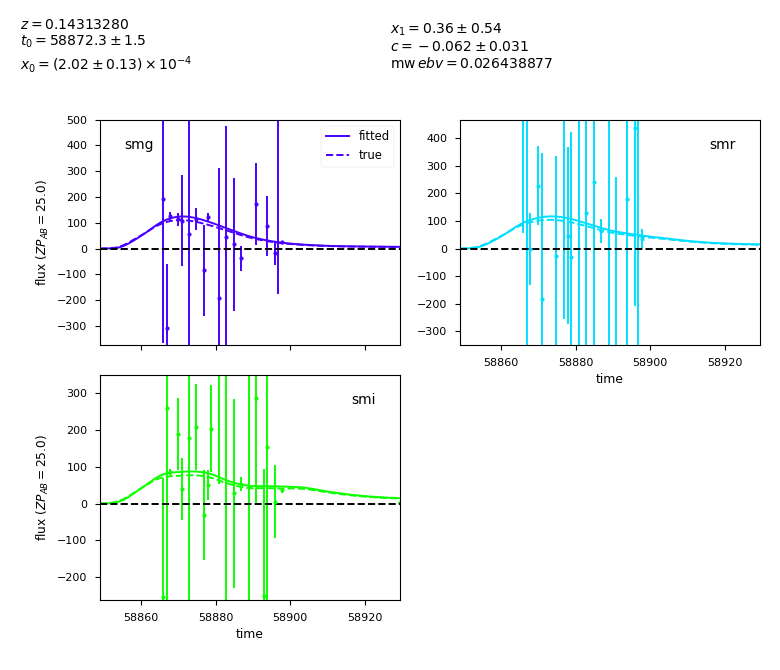 z = 0.14313280
t₀ = 58872.3 ± 1.5
x₀ = (2.02 ± 0.13) × 10⁻⁴
x₁ = 0.36 ± 0.54
c = −0.062 ± 0.031
mw ebv = 0.026438877
smg
fitted
true
flux (ZP_AB = 25.0)
500
400
300
200
100
0
−100
−200
−300
smr
400
300
200
100
0
−100
−200
−300
58860 58880 58900 58920
time
smi
flux (ZP_AB = 25.0)
300
200
100
0
−100
−200
58860 58880 58900 58920
time